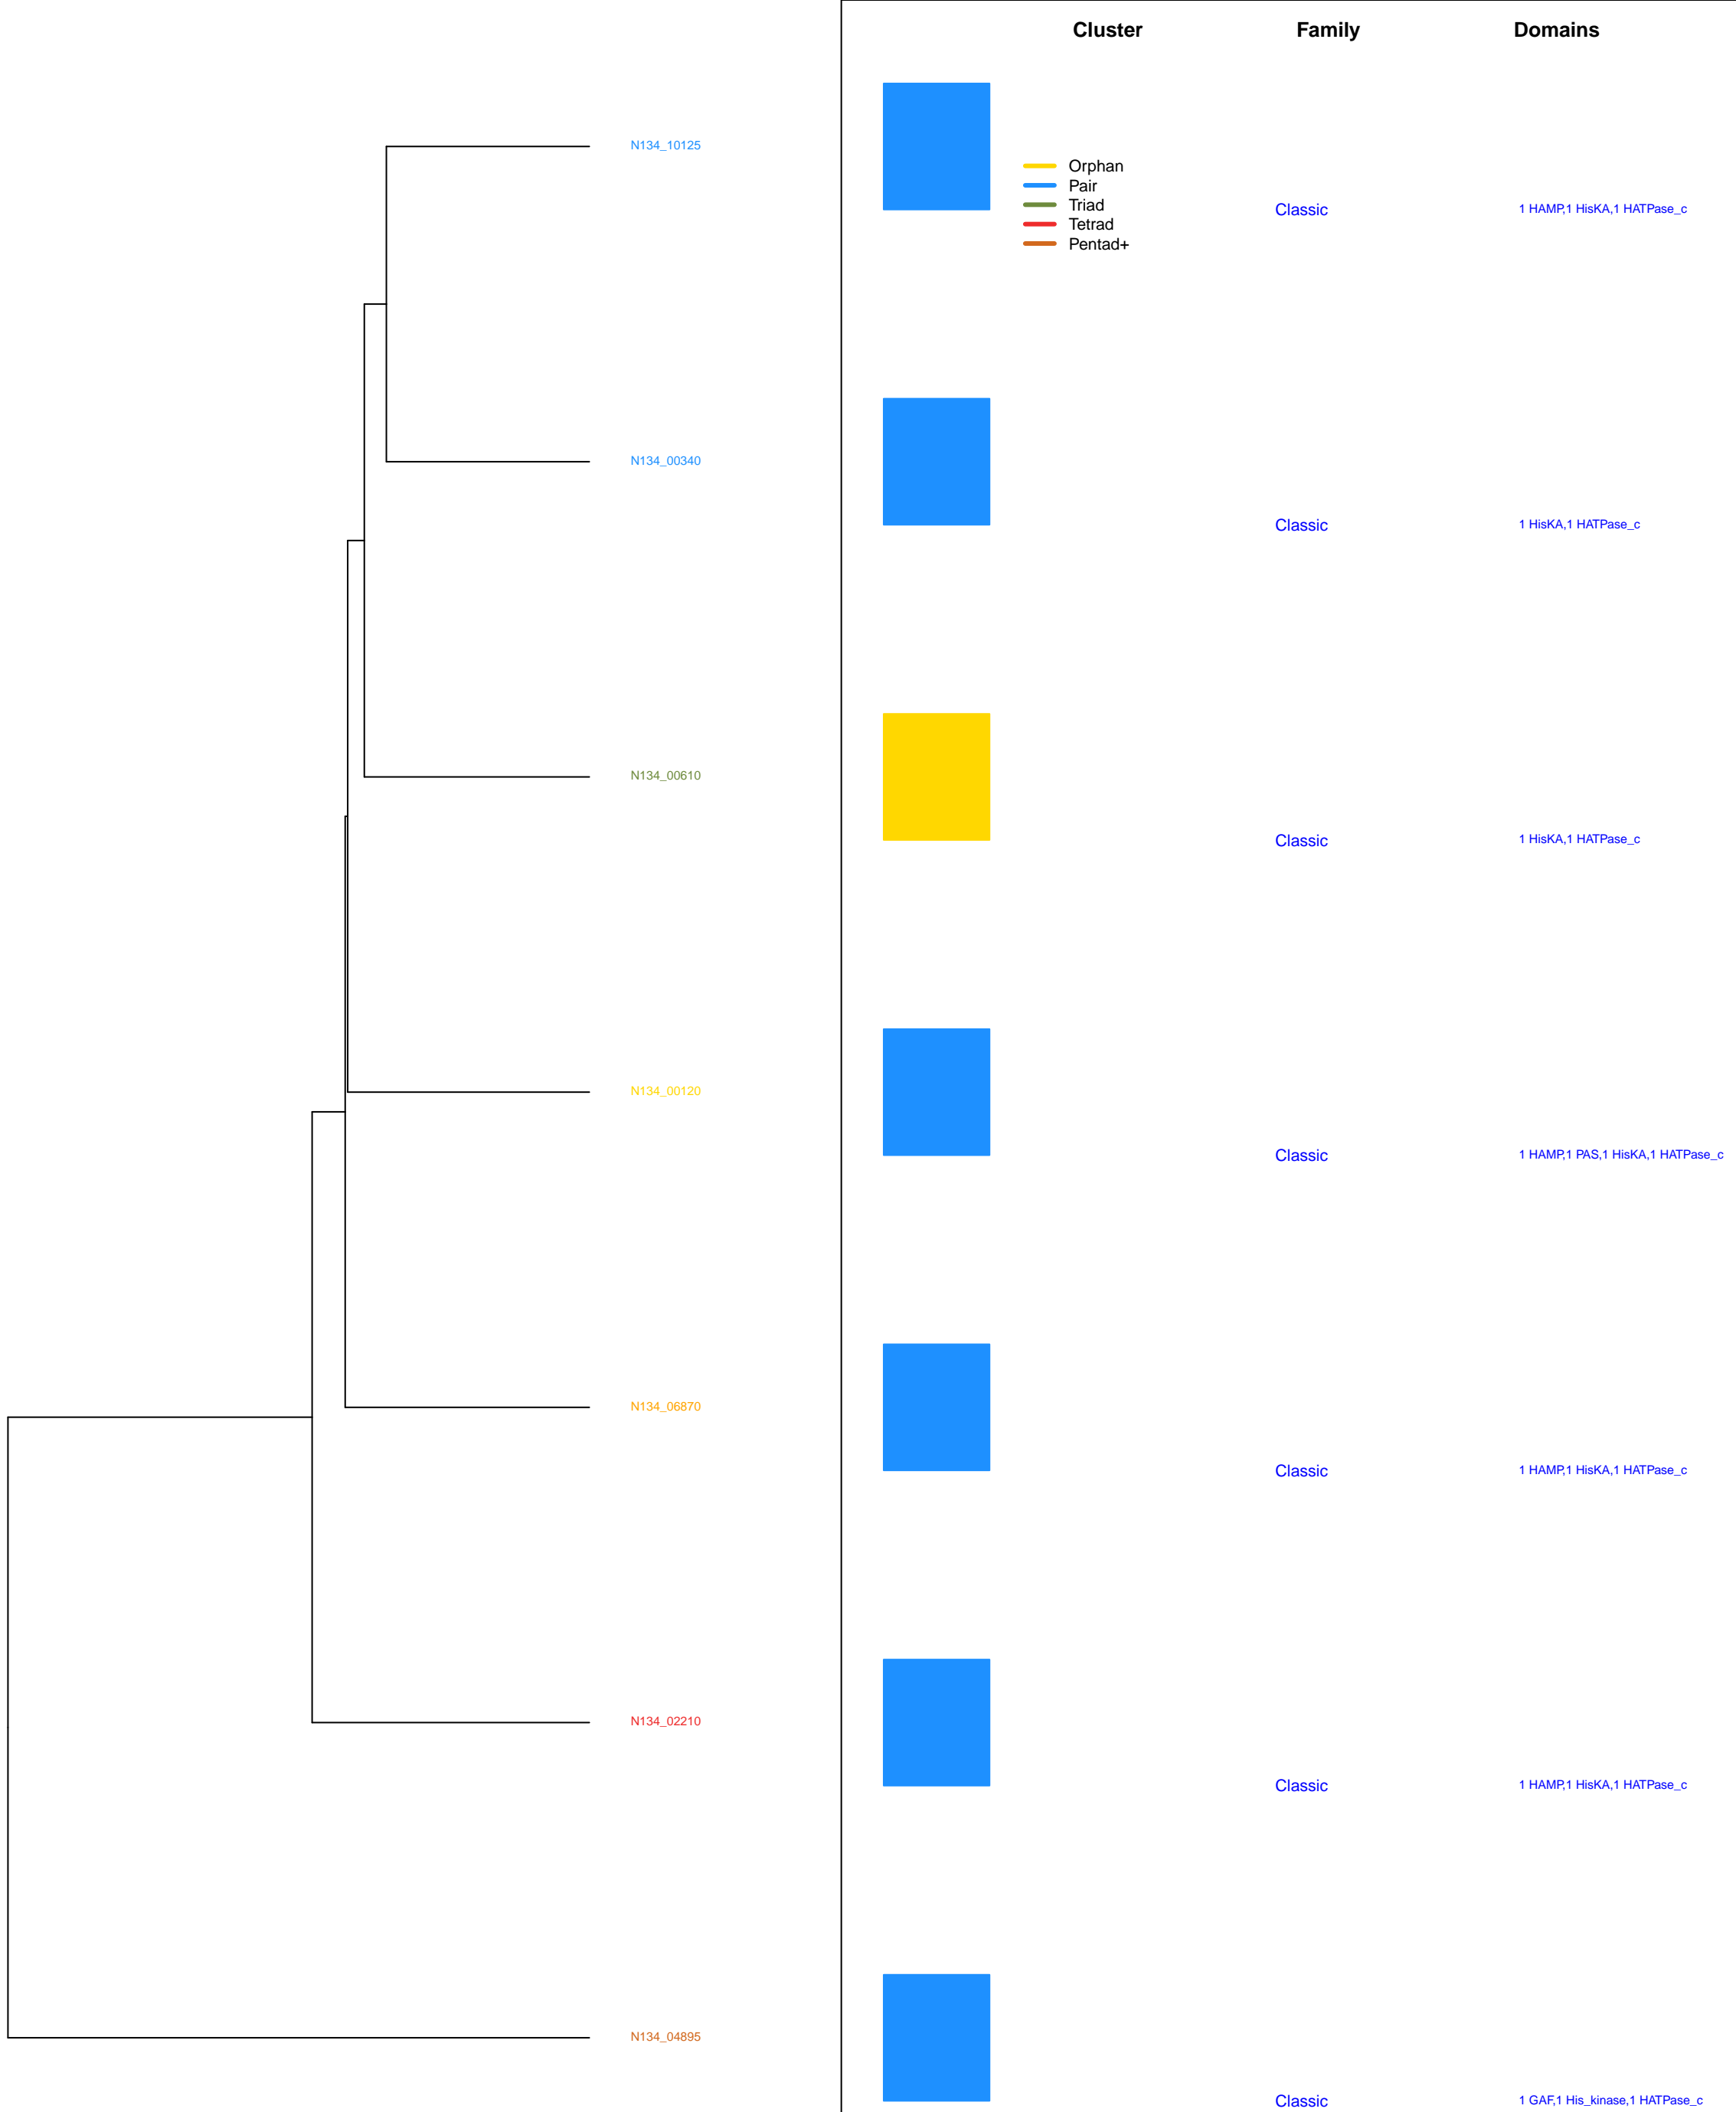 Cluster Family Domains
N134_10125
Orphan
Pair
Triad
Tetrad
Pentad+
Classic 1 HAMP,1 HisKA,1 HATPase_c
N134_00340
Classic 1 HisKA,1 HATPase_c
N134_00610
Classic 1 HisKA,1 HATPase_c
N134_00120
Classic 1 HAMP,1 PAS,1 HisKA,1 HATPase_c
N134_06870
Classic 1 HAMP,1 HisKA,1 HATPase_c
N134_02210
Classic 1 HAMP,1 HisKA,1 HATPase_c
N134_04895
Classic 1 GAF,1 His_kinase,1 HATPase_c